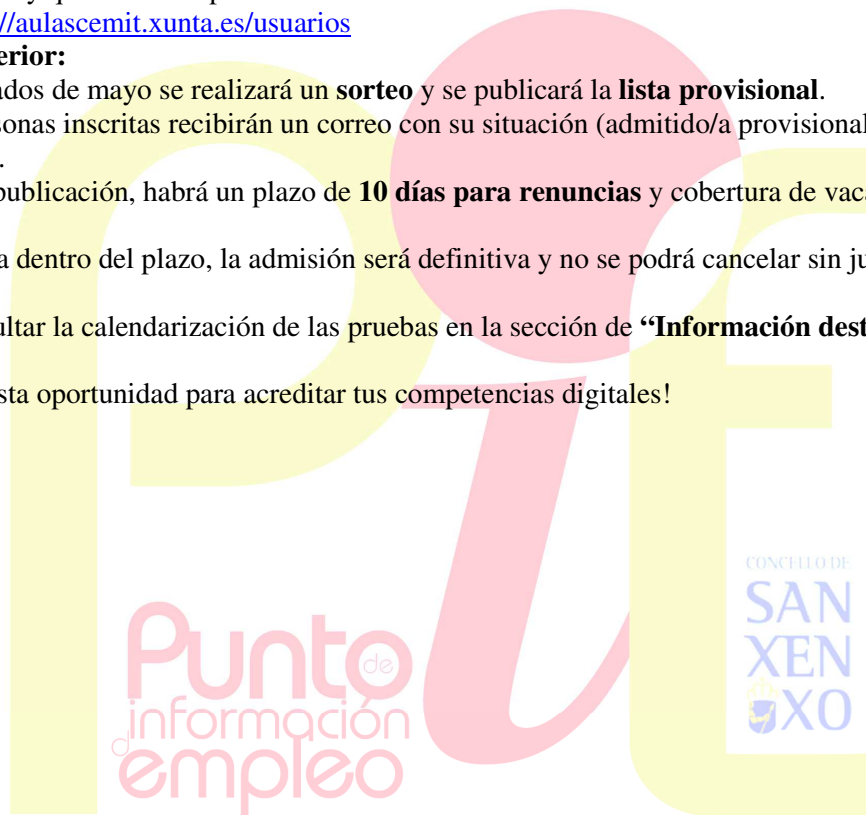 //aulascemit.xunta.es/usuarios
erior:
ados de mayo se realizará un sorteo y se publicará la lista provisional.
sonas inscritas recibirán un correo con su situación (admitido/a provisional
.
publicación, habrá un plazo de 10 días para renuncias y cobertura de vac
a dentro del plazo, la admisión será definitiva y no se podrá cancelar sin ju
ultar la calendarización de las pruebas en la sección de “Información dest
sta oportunidad para acreditar tus competencias digitales!
CONCELLO DE
SAN
XEN
XO
Punto
de
información
d
empleo